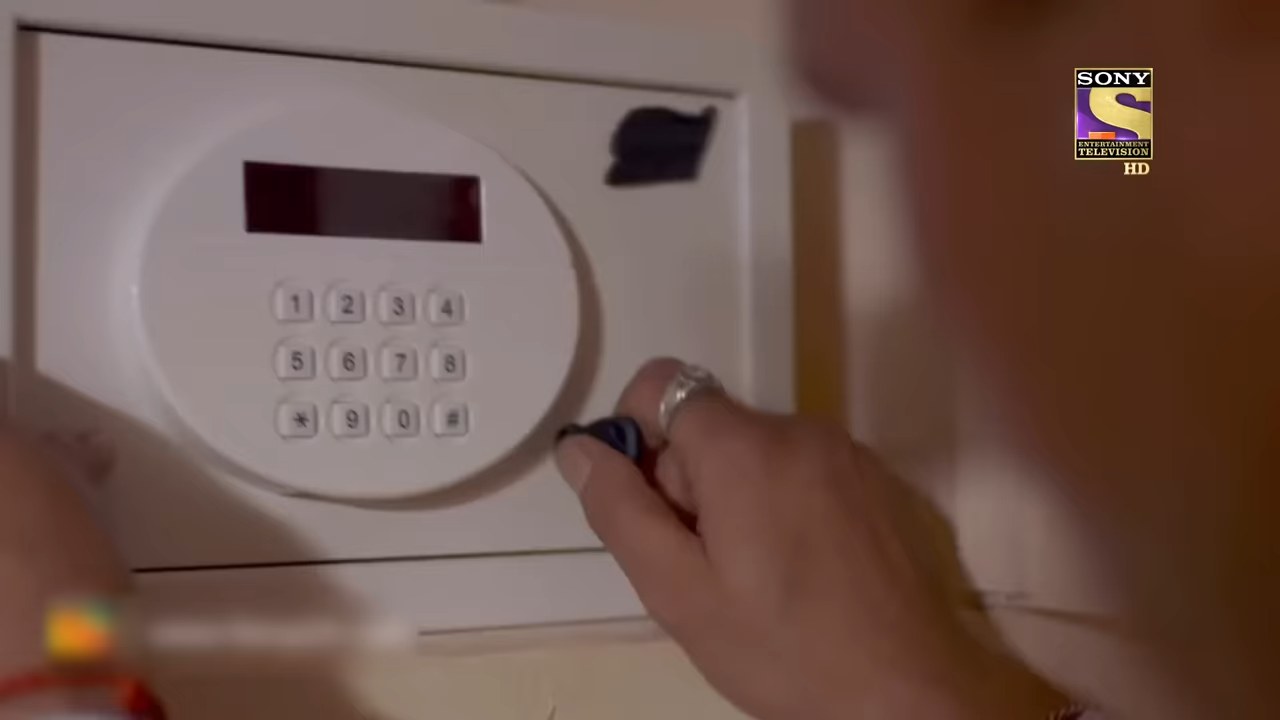 SONY
ENTERTAINMENT
TELEVISION
HD
1 2 3 4
5 6 7 8
* 9 0 #